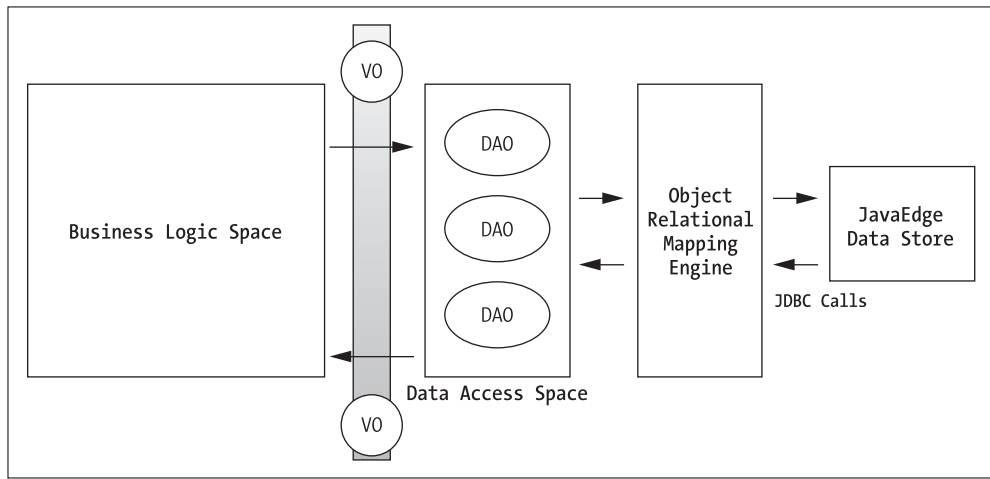 VO
Business Logic Space
DAO
DAO
DAO
Data Access Space
VO
Object
Relational
Mapping
Engine
JavaEdge
Data Store
JDBC Calls